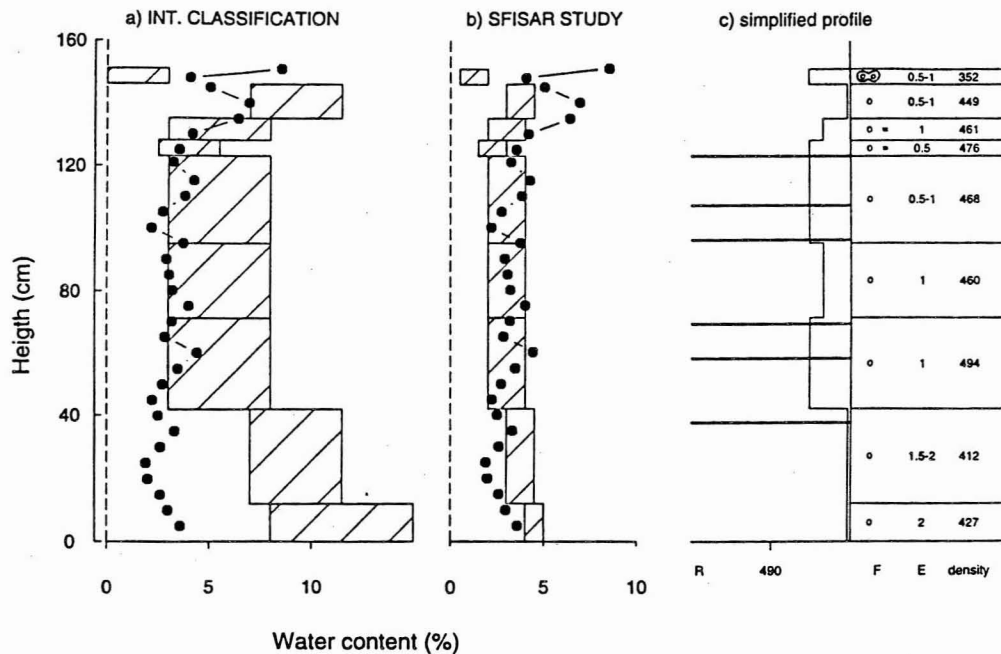 a) INT. CLASSIFICATION b) SFISAR STUDY c) simplified profile
160
120
80
40
0
Heigth (cm)
0.5-1 352
0.5-1 449
1 461
0.5 476
0.5-1 468
1 460
1 494
1.5-2 412
2 427
0 5 10
0 5 10
R 490 F E density
Water content (%)